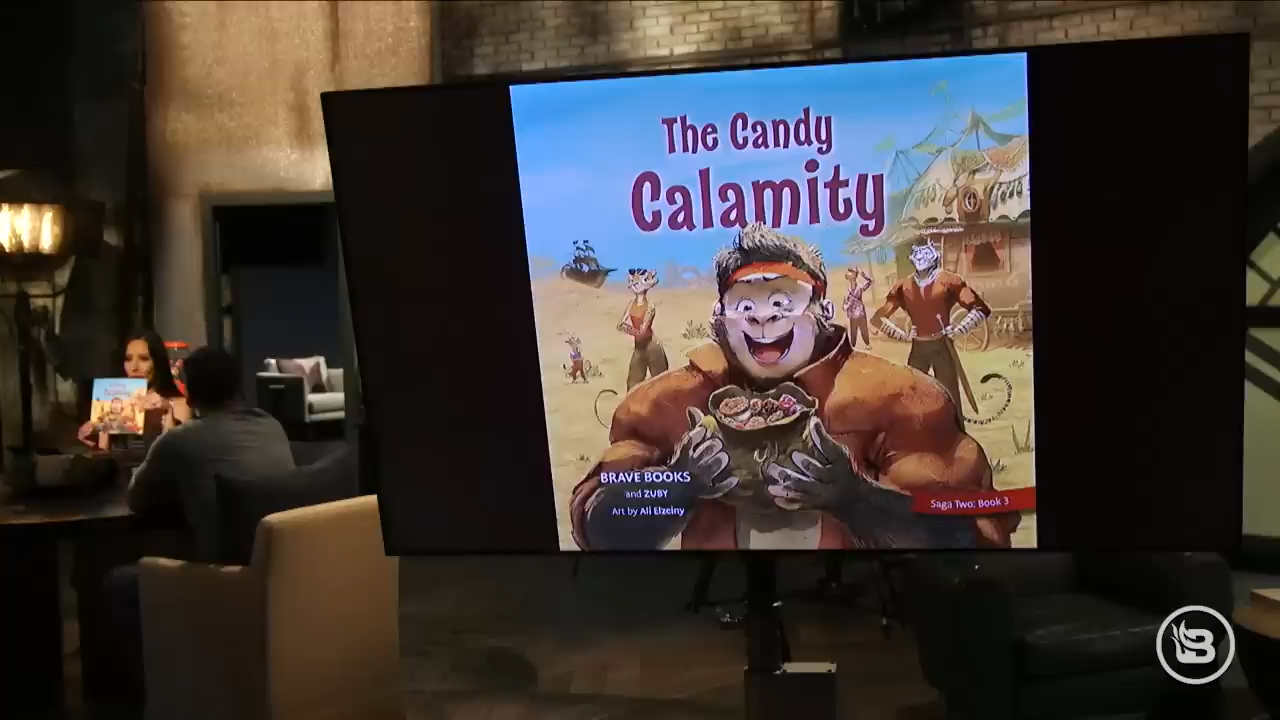 The Candy
Calamity
BRAVE BOOKS
and ZUBY
Art by Ali Elzeiny
Saga Two: Book 3
B